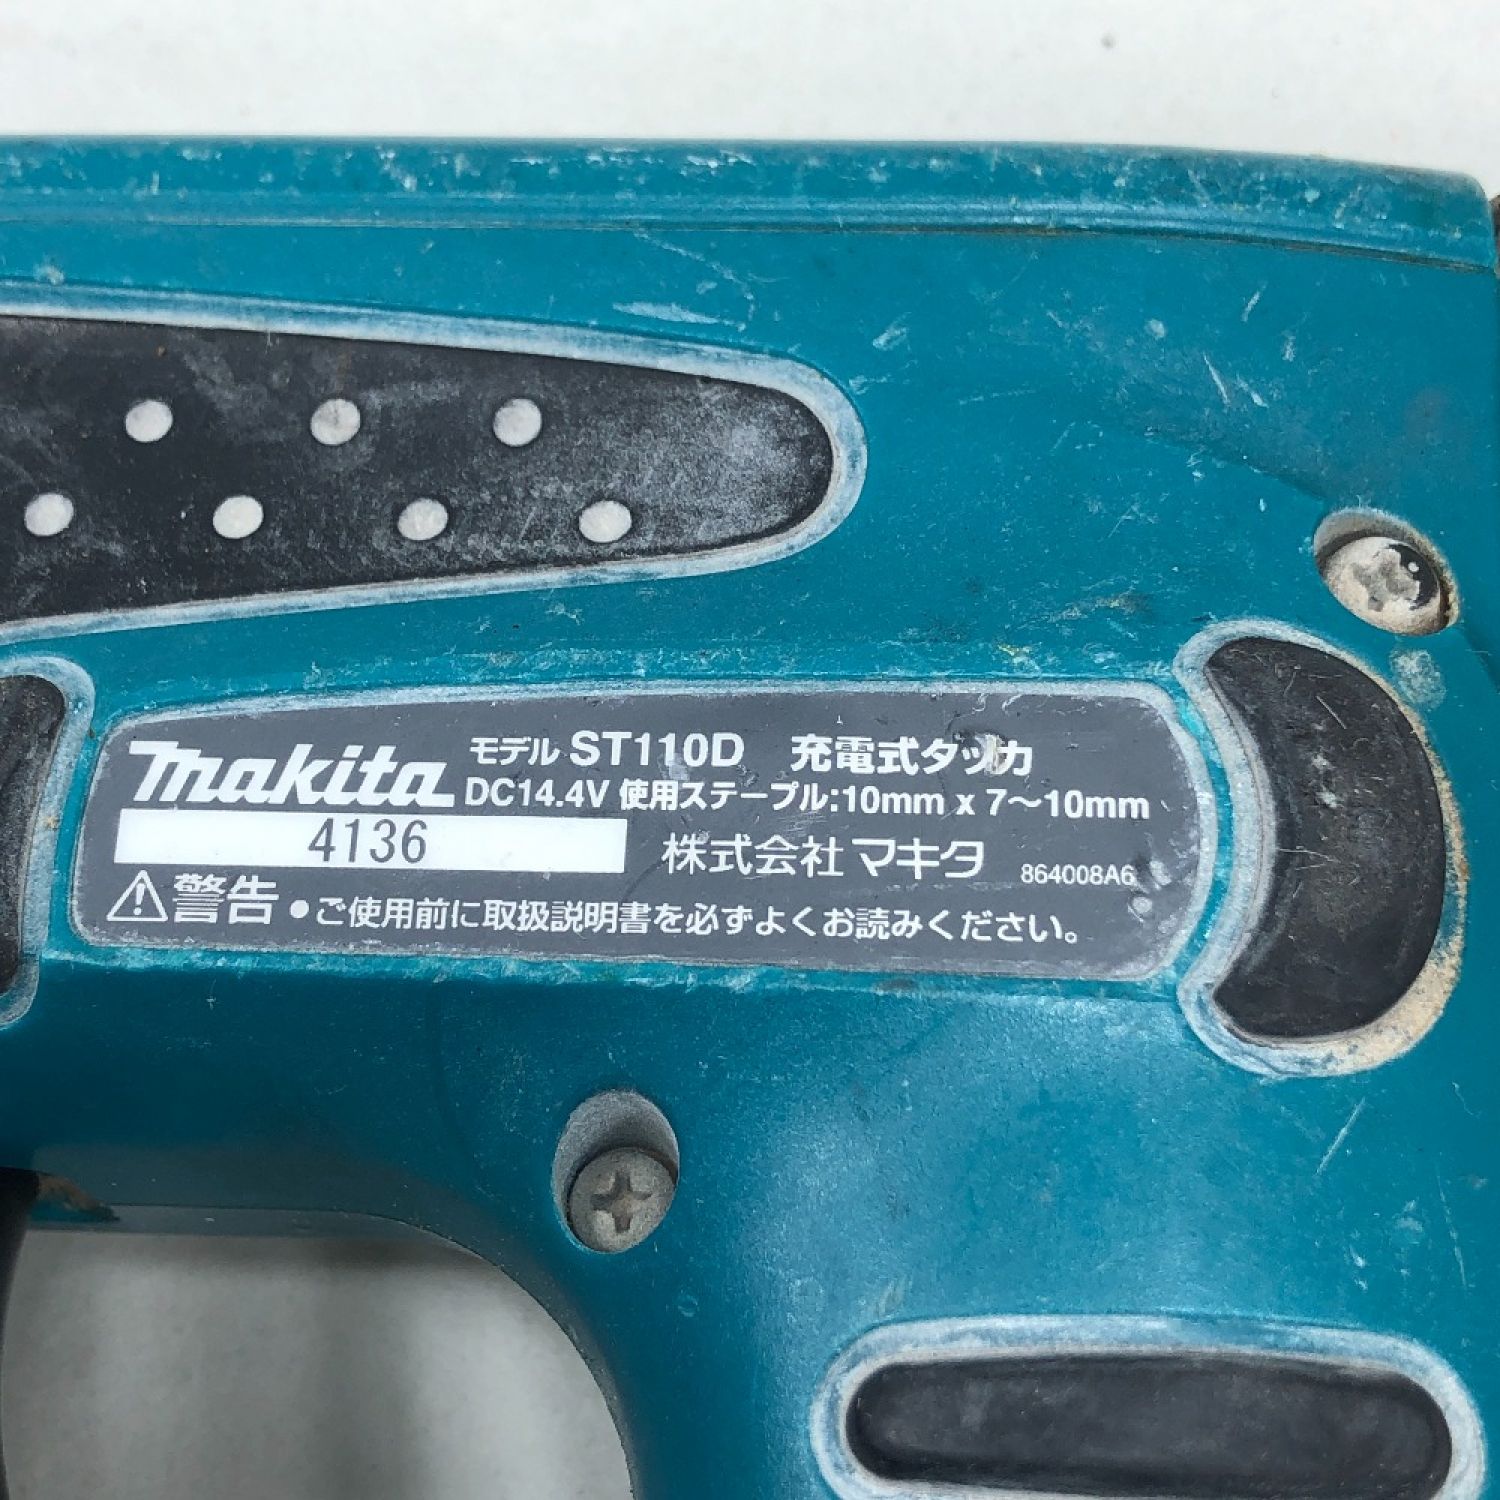 makita モデル ST110D 充電式タッカ
DC14.4V 使用ステープル:10mm x 7～10mm
4136
株式会社マキタ 864008A6
警告 ●ご使用前に取扱説明書を必ずよくお読みください。